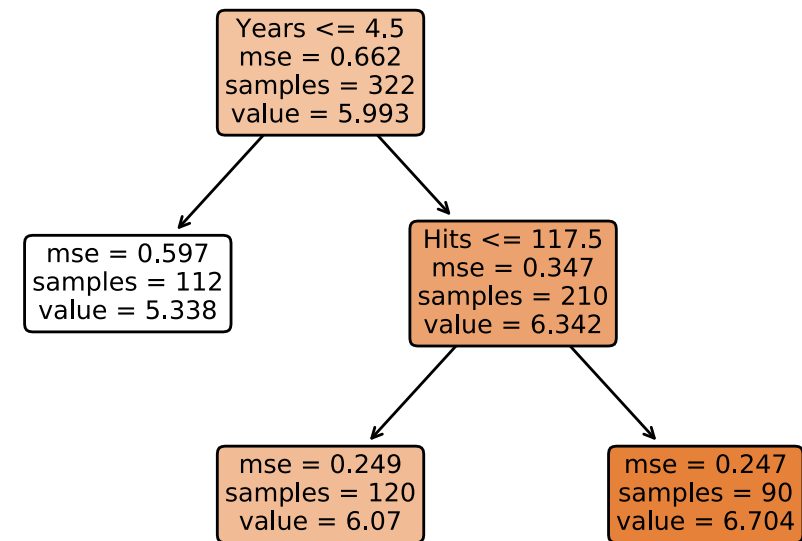 Years <= 4.5
mse = 0.662
samples = 322
value = 5.993
mse = 0.597
samples = 112
value = 5.338
Hits <= 117.5
mse = 0.347
samples = 210
value = 6.342
mse = 0.249
samples = 120
value = 6.07
mse = 0.247
samples = 90
value = 6.704